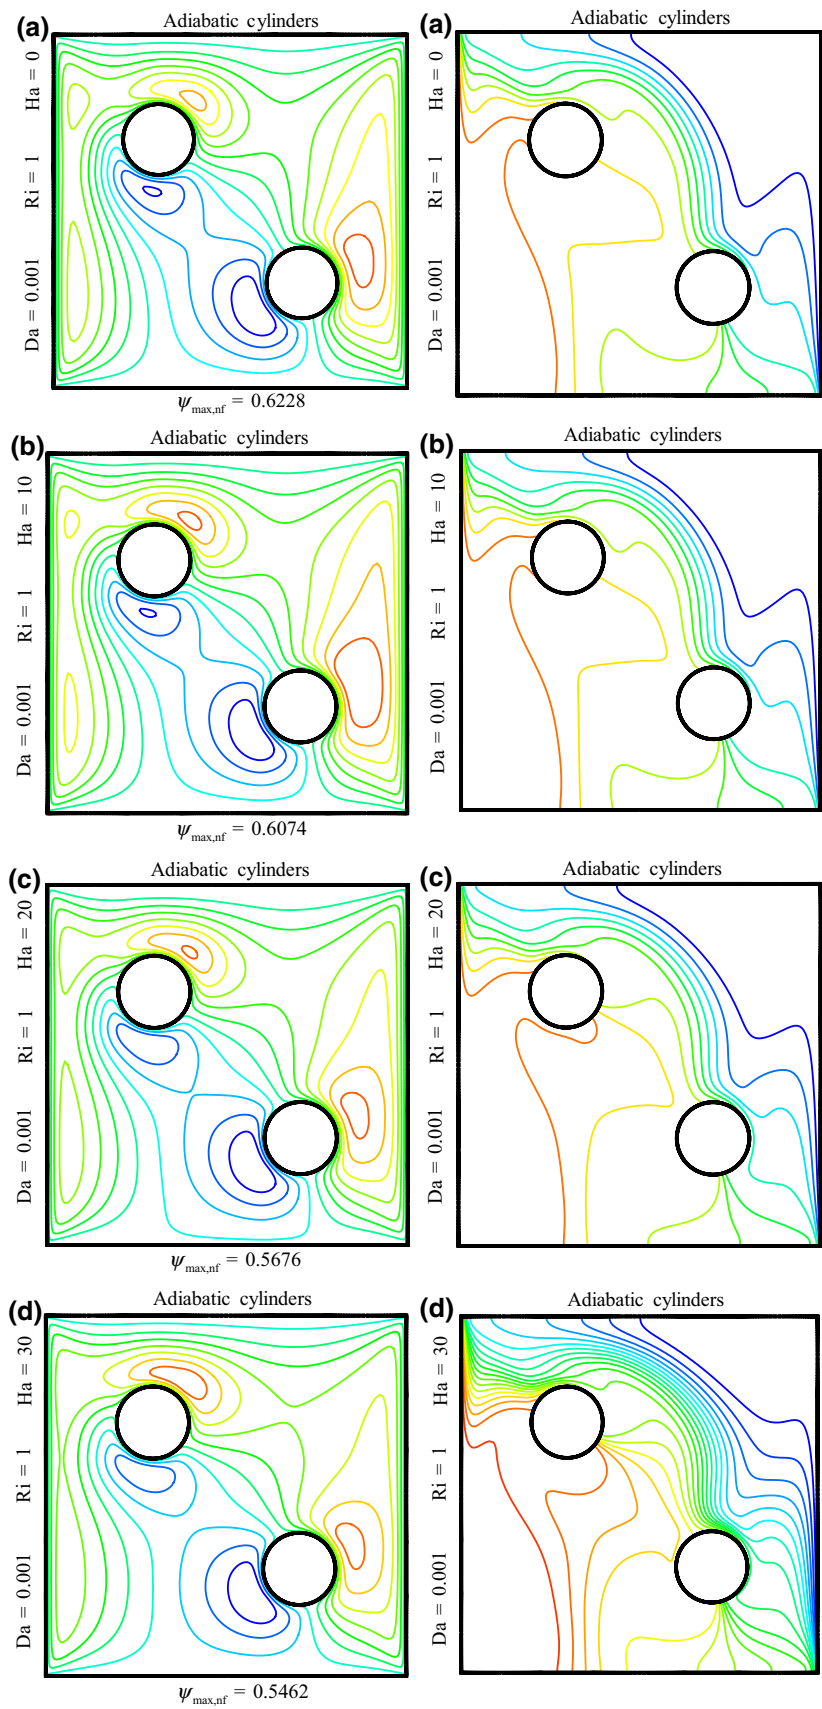 (a) Adiabatic cylinders
Ha = 0
Ri = 1
Da = 0.001
ψmax,nf = 0.6228
(a) Adiabatic cylinders
Ha = 0
Ri = 1
Da = 0.001
(b) Adiabatic cylinders
Ha = 10
Ri = 1
Da = 0.001
ψmax,nf = 0.6074
(b) Adiabatic cylinders
Ha = 10
Ri = 1
Da = 0.001
(c) Adiabatic cylinders
Ha = 20
Ri = 1
Da = 0.001
ψmax,nf = 0.5676
(c) Adiabatic cylinders
Ha = 20
Ri = 1
Da = 0.001
(d) Adiabatic cylinders
Ha = 30
Ri = 1
Da = 0.001
ψmax,nf = 0.5462
(d) Adiabatic cylinders
Ha = 30
Ri = 1
Da = 0.001